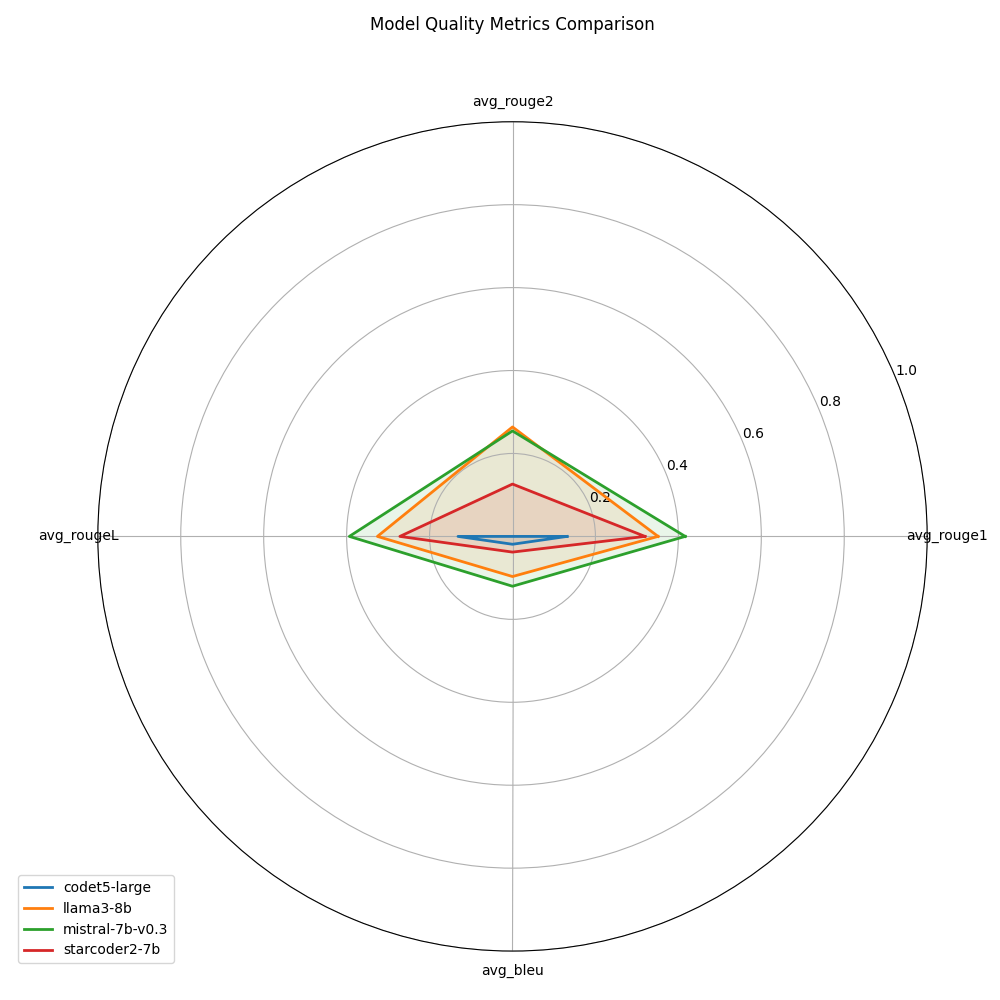 Model Quality Metrics Comparison
avg_rouge2
1.0
0.8
0.6
0.4
0.2
avg_rougeL
avg_rouge1
codet5-large
llama3-8b
mistral-7b-v0.3
starcoder2-7b
avg_bleu